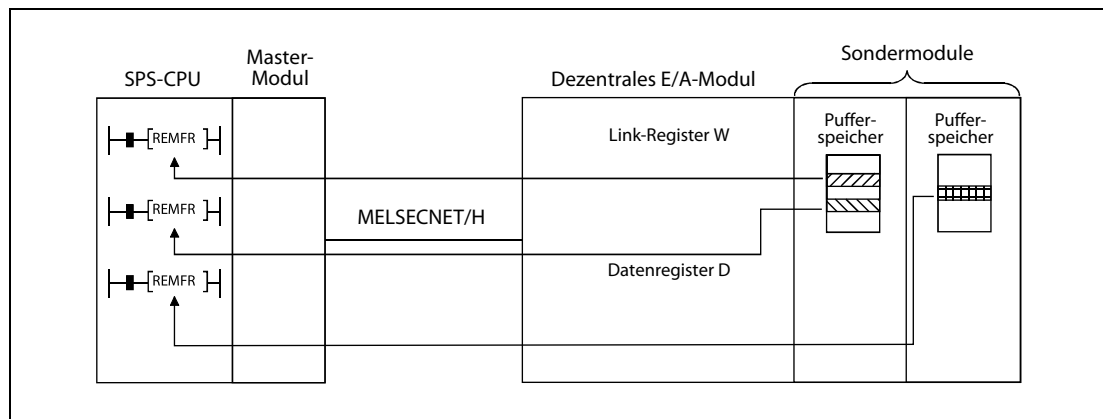 Sondermodule
SPS-CPU
Master-
Modul
Dezentrales E/A-Modul
Puffer-
speicher
Puffer-
speicher
Link-Register W
REMFR
MELSECNET/H
REMFR
Datenregister D
REMFR